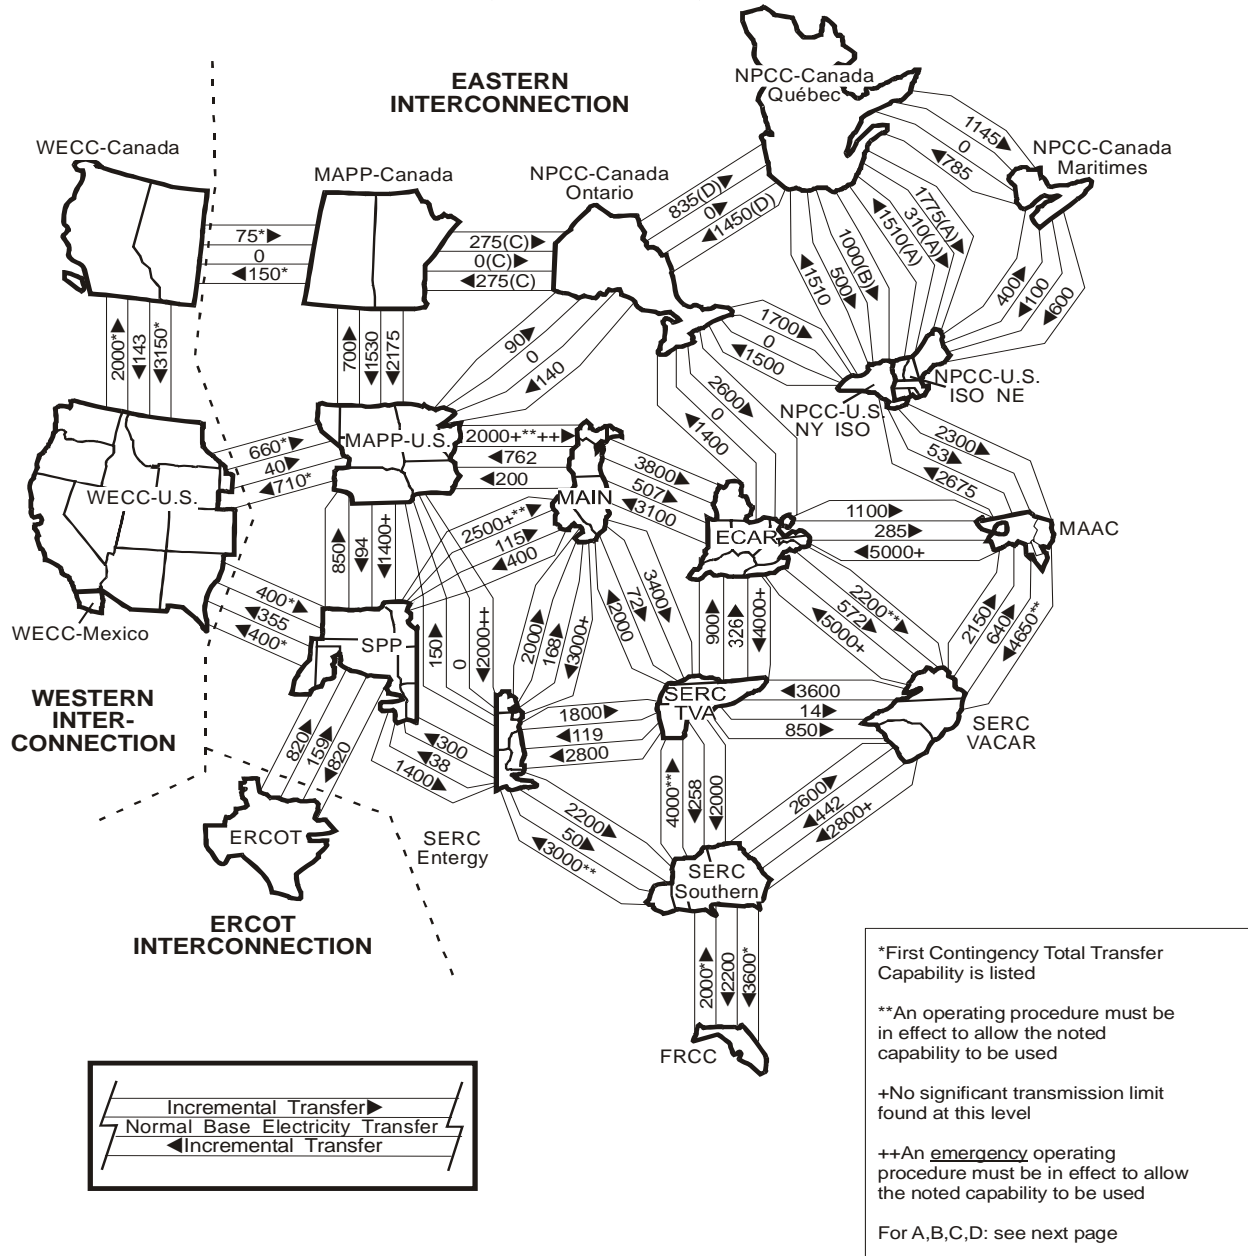 EASTERN
INTERCONNECTION
NPCC-Canada
Québec
WECC-Canada
MAPP-Canada
NPCC-Canada
Ontario
NPCC-Canada
Maritimes
1145▶
0
◀785
835(D)▶
0▶
◀1450(D)
75*▶
0
◀150*
275(C)▶
0(C)▶
◀275(C)
◀1510
500▶
1000(B)▶
◀1510(A)
310(A)▶
1775(A)▶
400▶
◀100
◀600
2000*▶
◀1143
◀3150*
700▶
◀1530
◀2175
90▶
0
◀140
1700▶
0
◀1500
NPCC-U.S.
ISO NE
NPCC-U.S.
NY ISO
2600▶
0
◀1400
2300▶
53▶
◀2675
MAPP-U.S.
660*▶
40▶
◀710*
WECC-U.S.
2000+**++▶
◀762
◀200
MAIN
3800▶
507▶
◀3100
ECAR
1100▶
285▶
◀5000+
MAAC
850▶
◀94
◀1400+
2500+**▶
115▶
◀400
400*▶
◀355
◀400*
WECC-Mexico
SPP
150▶
0
◀2000++
2000▶
168▶
◀3000+
3400▶
72▶
◀2000
900▶
326▶
◀4000+
2200**▶
572▶
◀5000+
2150▶
640▶
◀4650**
WESTERN
INTER-
CONNECTION
SERC
TVA
◀3600
14▶
850▶
SERC
VACAR
1800▶
◀119
◀2800
820▶
159▶
◀820
◀300
◀38
1400▶
ERCOT
SERC
Entergy
2200▶
50▶
◀3000**
4000**▶
◀258
◀2000
2600▶
◀442
◀2800+
SERC
Southern
ERCOT
INTERCONNECTION
2000*▶
◀2200
◀3600*
FRCC
Incremental Transfer▶
Normal Base Electricity Transfer
◀Incremental Transfer
*First Contingency Total Transfer
Capability is listed
**An operating procedure must be
in effect to allow the noted
capability to be used
+No significant transmission limit
found at this level
++An emergency operating
procedure must be in effect to allow
the noted capability to be used
For A,B,C,D: see next page